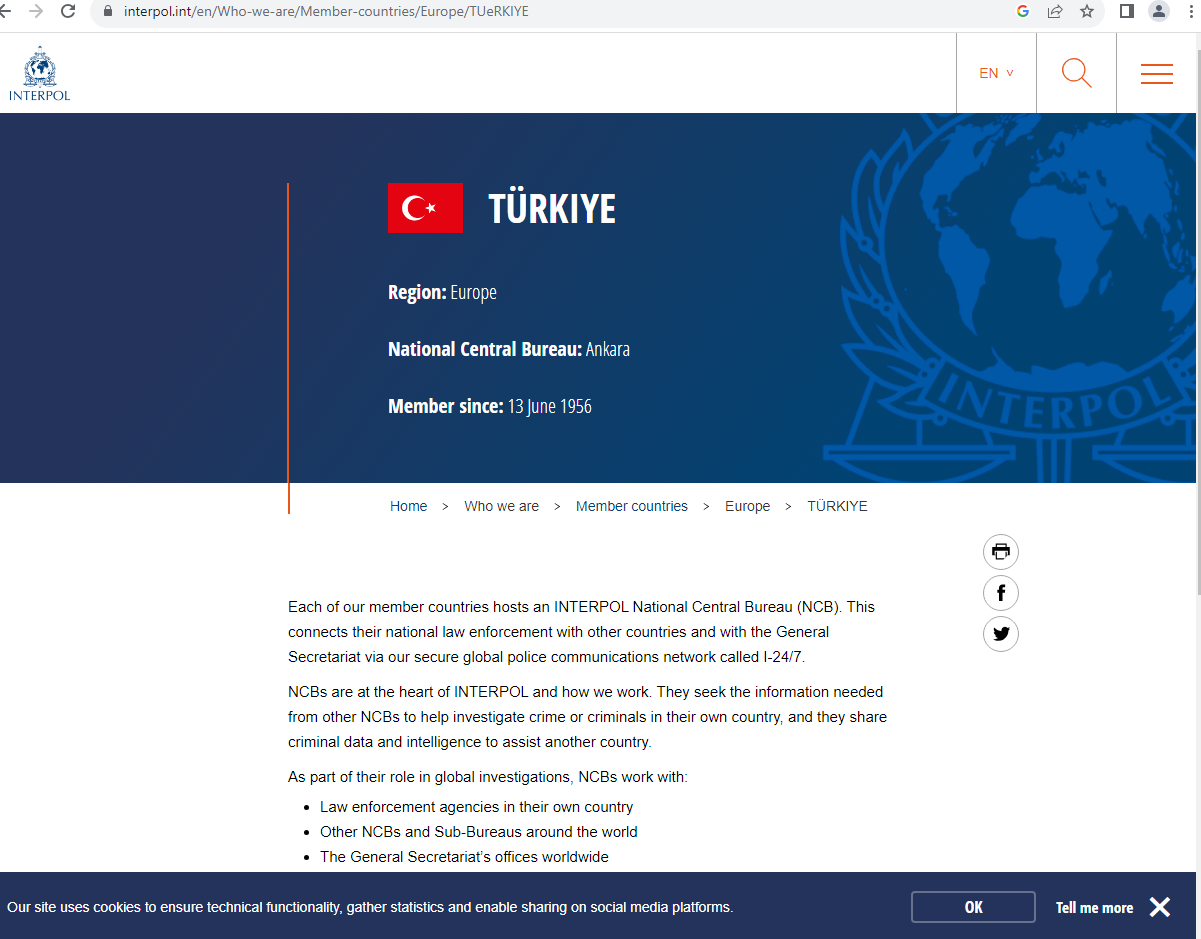 interpol.int/en/Who-we-are/Member-countries/Europe/TUeRKIYE
INTERPOL
EN
TÜRKIYE
Region: Europe
National Central Bureau: Ankara
Member since: 13 June 1956
INTERPOL
Home > Who we are > Member countries > Europe > TÜRKIYE
Each of our member countries hosts an INTERPOL National Central Bureau (NCB). This
connects their national law enforcement with other countries and with the General
Secretariat via our secure global police communications network called I-24/7.
NCBs are at the heart of INTERPOL and how we work. They seek the information needed
from other NCBs to help investigate crime or criminals in their own country, and they share
criminal data and intelligence to assist another country.
As part of their role in global investigations, NCBs work with:
• Law enforcement agencies in their own country
• Other NCBs and Sub-Bureaus around the world
• The General Secretariat’s offices worldwide
Our site uses cookies to ensure technical functionality, gather statistics and enable sharing on social media platforms.
OK
Tell me more